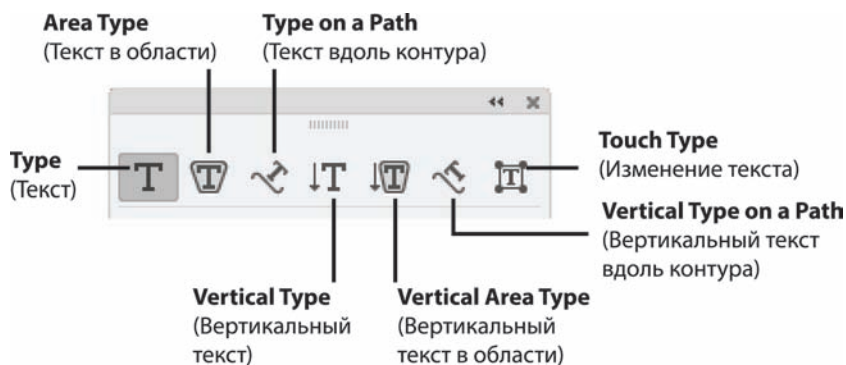 Area Type
(Текст в области)
Type on a Path
(Текст вдоль контура)
Type
(Текст)
Touch Type
(Изменение текста)
Vertical Type on a Path
(Вертикальный текст
вдоль контура)
Vertical Type
(Вертикальный
текст)
Vertical Area Type
(Вертикальный
текст в области)